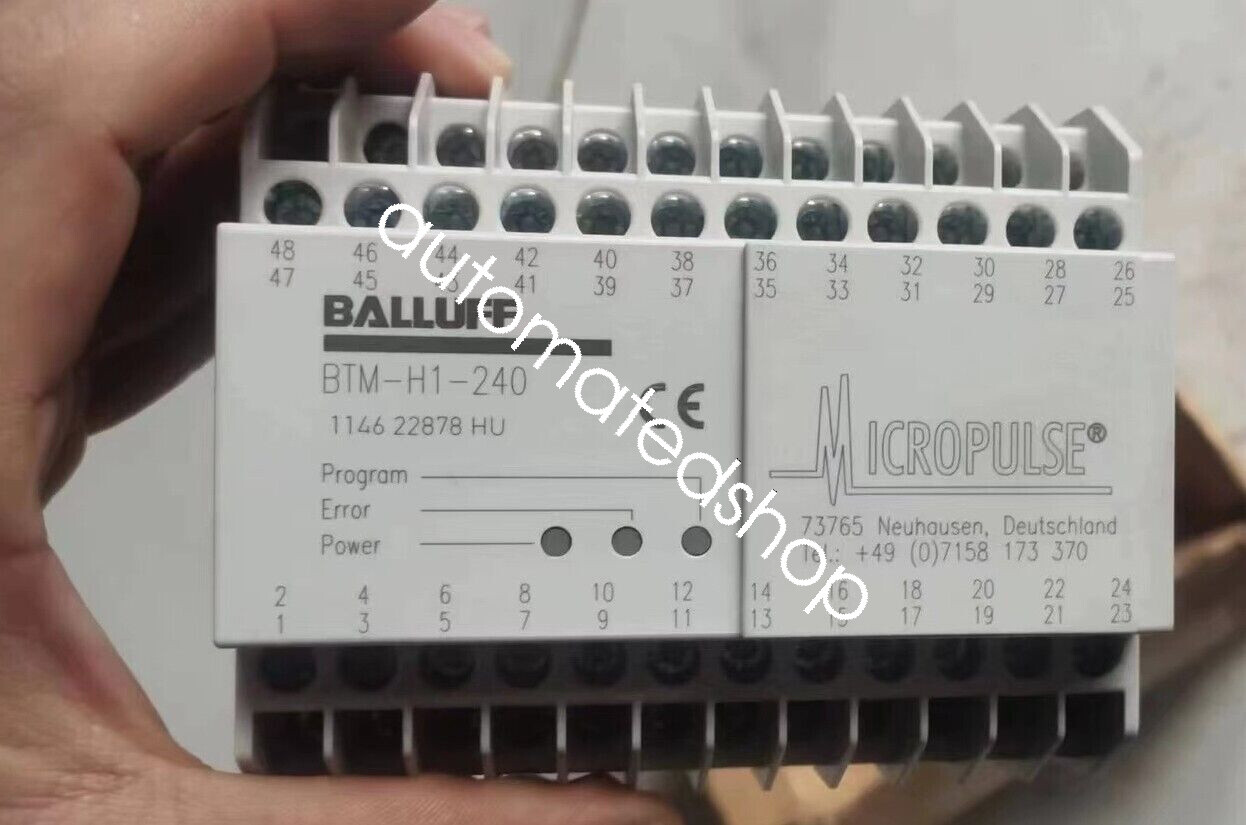 48 46 44 42 40 38 36 34 32 30 28 26
47 45 43 41 39 37 35 33 31 29 27 25
BALLUFF
BTM-H1-240
CE
1146 22878 HU
Program
Error
Power
MICROPULSE®
73765 Neuhausen, Deutschland
Tel.: +49 (0)7158 173 370
2 4 6 8 10 12 14 16 18 20 22 24
1 3 5 7 9 11 13 15 17 19 21 23
automatedshop